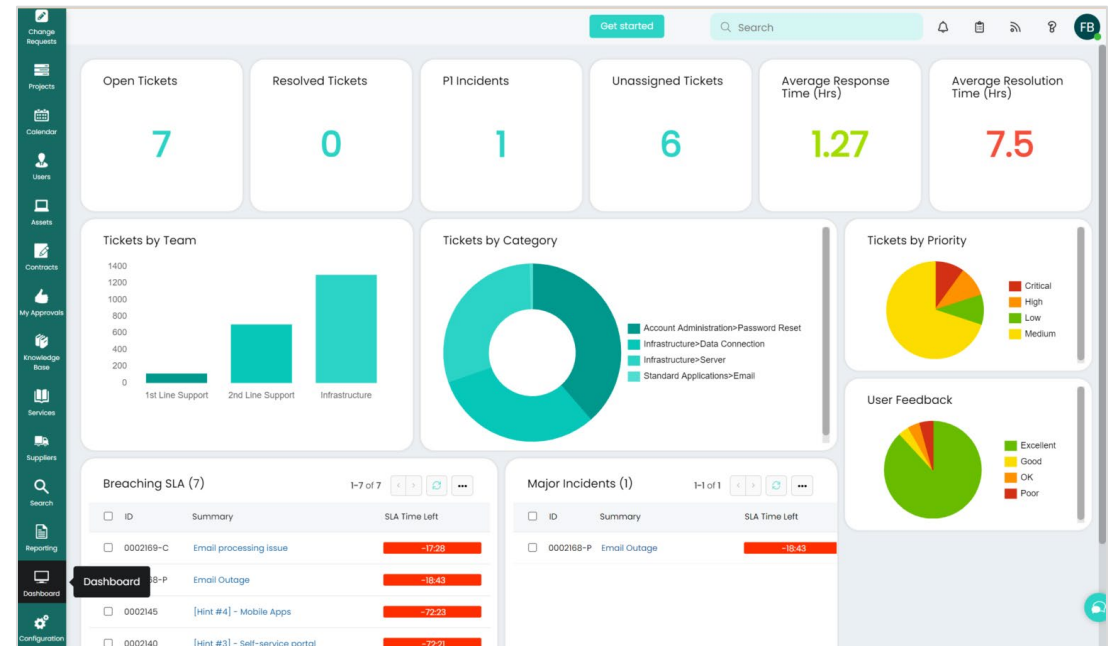 Change
Requests
Projects
Calendar
Users
Assets
Contracts
My Approvals
Knowledge
Base
Services
Suppliers
Search
Reporting
Dashboard
Configuration
Get started
Search
FB
Open Tickets
7
Resolved Tickets
0
P1 Incidents
1
Unassigned Tickets
6
Average Response
Time (Hrs)
1.27
Average Resolution
Time (Hrs)
7.5
Tickets by Team
1400
1200
1000
800
600
400
200
0
1st Line Support
2nd Line Support
Infrastructure
Tickets by Category
Account Administration>Password Reset
Infrastructure>Data Connection
Infrastructure>Server
Standard Applications>Email
Tickets by Priority
Critical
High
Low
Medium
User Feedback
Excellent
Good
OK
Poor
Breaching SLA (7)
1-7 of 7
ID Summary SLA Time Left
0002169-C Email processing issue -17:28
Dashboard
68-P Email Outage -18:43
0002145 [Hint #4] - Mobile Apps -72:23
0002140 [Hint #3] - Self-service portal -72:21
Major Incidents (1)
1-1 of 1
ID Summary SLA Time Left
0002168-P Email Outage -18:43